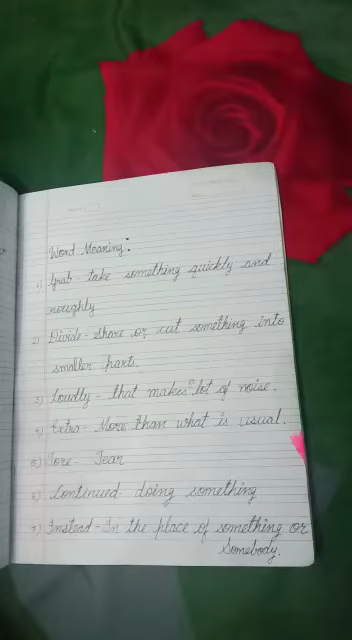 Word Meaning:
1) Grab- take something quickly and
roughly
2) Divide- share or cut something into
smaller parts.
3) Loudly- that makes a lot of noise.
4) Extra- More than what is usual.
5) Tore- Tear
6) Continued- doing something
7) Instead- In the place of something or
Somebody.